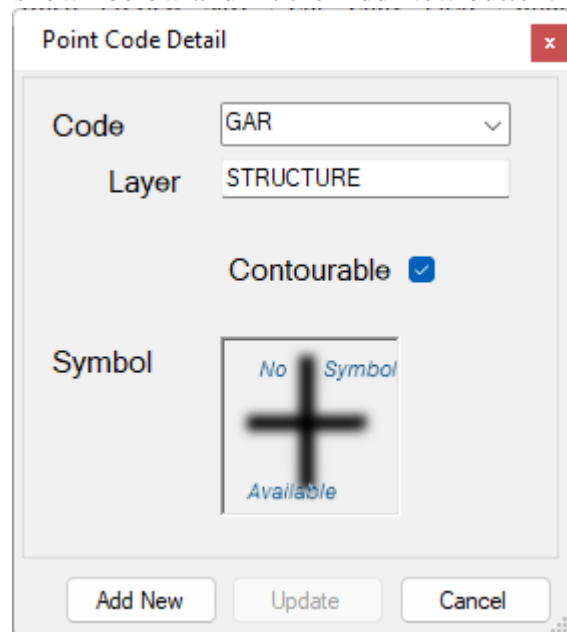 Point Code Detail
x
Code GAR
Layer STRUCTURE
Contourable
Symbol
No Symbol
Available
Add New Update Cancel